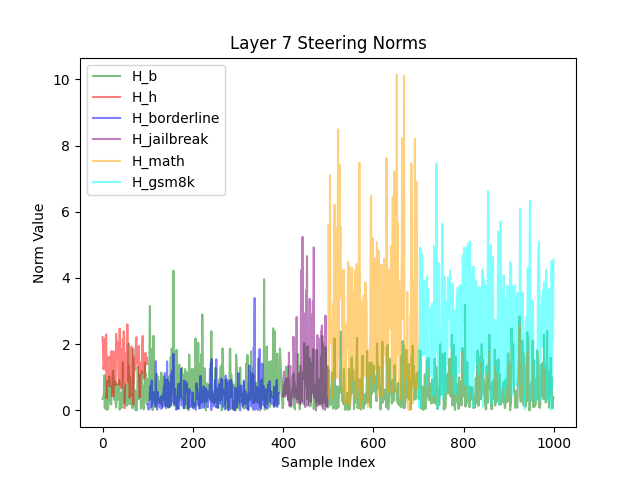 Layer 7 Steering Norms
H_b
H_h
H_borderline
H_jailbreak
H_math
H_gsm8k
Norm Value
10
8
6
4
2
0
0 200 400 600 800 1000
Sample Index